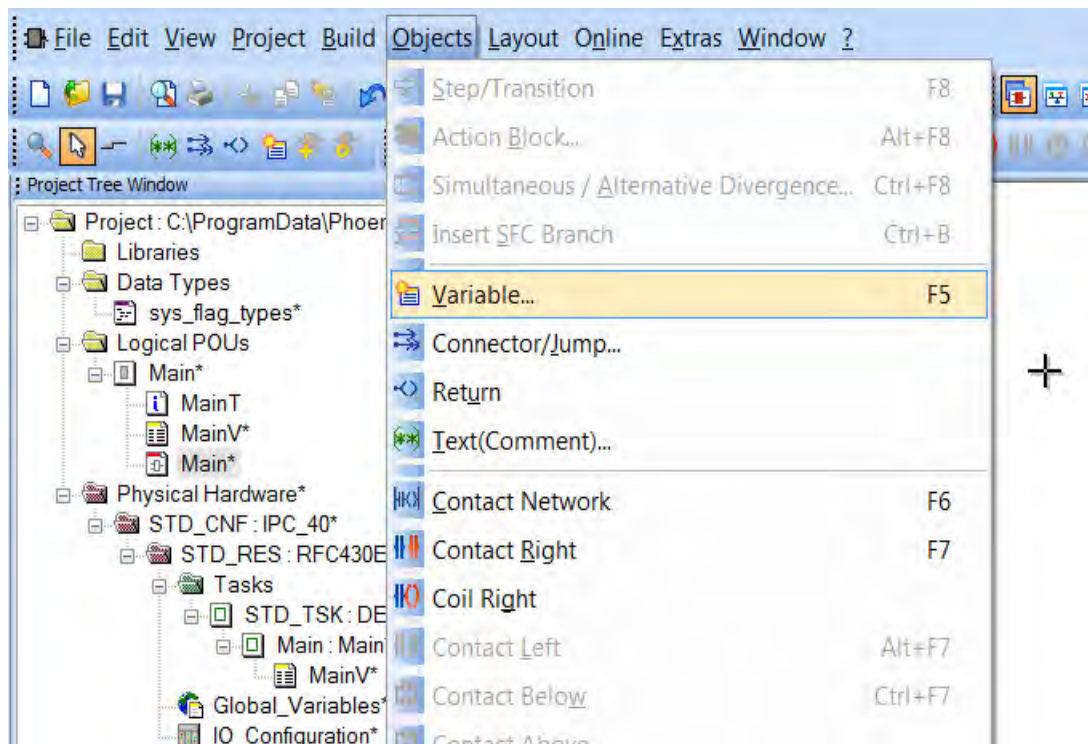 File Edit View Project Build Objects Layout Online Extras Window ?
Step/Transition F8
Action Block... Alt+F8
Simultaneous / Alternative Divergence... Ctrl+F8
Insert SFC Branch Ctrl+B
Variable... F5
Connector/Jump...
Return
Text(Comment)...
Contact Network F6
Contact Right F7
Coil Right
Contact Left Alt+F7
Contact Below Ctrl+F7
Contact Above
Project Tree Window
Project : C:\ProgramData\Phoen
Libraries
Data Types
sys_flag_types*
Logical POUs
Main*
MainT
MainV*
Main*
Physical Hardware*
STD_CNF : IPC_40*
STD_RES : RFC430E
Tasks
STD_TSK : DE
Main : Main
MainV*
Global_Variables*
IO_Configuration*